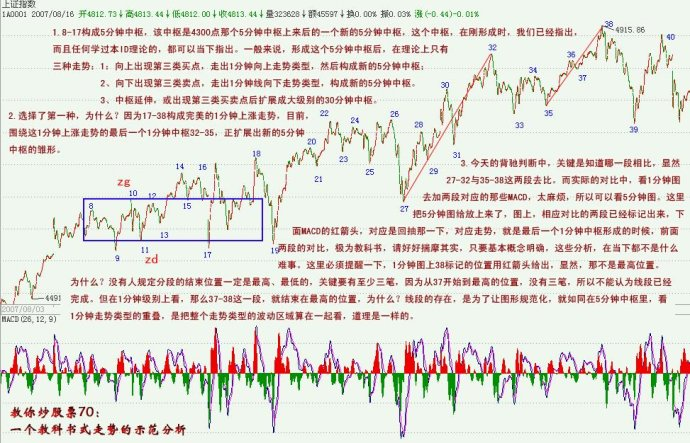 上证指数
1A0001 2007/08/16 开4812.73↓高4813.44↓低4812.00↓收4813.44↓量323628↓额45597↓换0.00% 振0.03% 涨(-0.44)-0.01%
1.8-17构成5分钟中枢,该中枢是4300点那个5分钟中枢上来后的一个新的5分钟中枢,这个中枢,在刚形成时,我们已经指出,
而且任何学过本ID理论的,都可以当下指出。一般来说,形成这个5分钟中枢后,在理论上只有
三种走势:1;向上出现第三类买点,走出1分钟向上走势类型,然后构成新的5分钟中枢;
2、向下出现第三类卖点,走出1分钟线向下走势类型,构成新的5分钟中枢。
3、中枢延伸,或出现第三类买卖点后扩展成大级别的30分钟中枢。
2.选择了第一种,为什么?因为17-38构成完美的1分钟上涨走势,目前,
围绕这1分钟上涨走势的最后一个1分钟中枢32-35,正扩展出新的5分钟
中枢的雏形。
3.今天的背驰判断中,关键是知道哪一段相比,显然
27-32与35-38这两段去比,而实际的对比中,看1分钟图
去加两段对应的那些MACD,太麻烦,所以可以看5分钟图,这里
把5分钟图给放上来了,图上,相应对比的两段已经标记出来,下
面MACD的红箭头,对应是回抽那一下,对应走势,就是最后一个1分钟中枢形成的时候,前面
两段的对比,极为教科书,请好好揣摩其实,只要基本概念明确,这些分析,在当下都不是什么
难事。这里必须提醒一下,1分钟图上38标记的位置用红箭头给出,显然,那不是最高位置。
为什么?没有人规定分段的结束位置一定是最高、最低的,关键要有至少三笔,因为从37开始到最高的位置,没有三笔,所以不能认为线段已经
完成。但在1分钟级别上看,那么37-38这一段,就结束在最高的位置,为什么?线段的存在,是为了让图形规范化,就如同在5分钟中枢里,看
1分钟走势类型的重叠,是把整个走势类型的波动区域算在一起看,道理是一样的。
zg
zd
8
9
10
11
12
13
14
15
16
17
18
19
20
21
22
23
24
25
26
27
28
29
30
31
32
33
34
35
36
37
38
39
40
4915.86
4491
2007/08/03
MACD(26,12,9)
教你炒股票70:
一个教科书式走势的示范分析